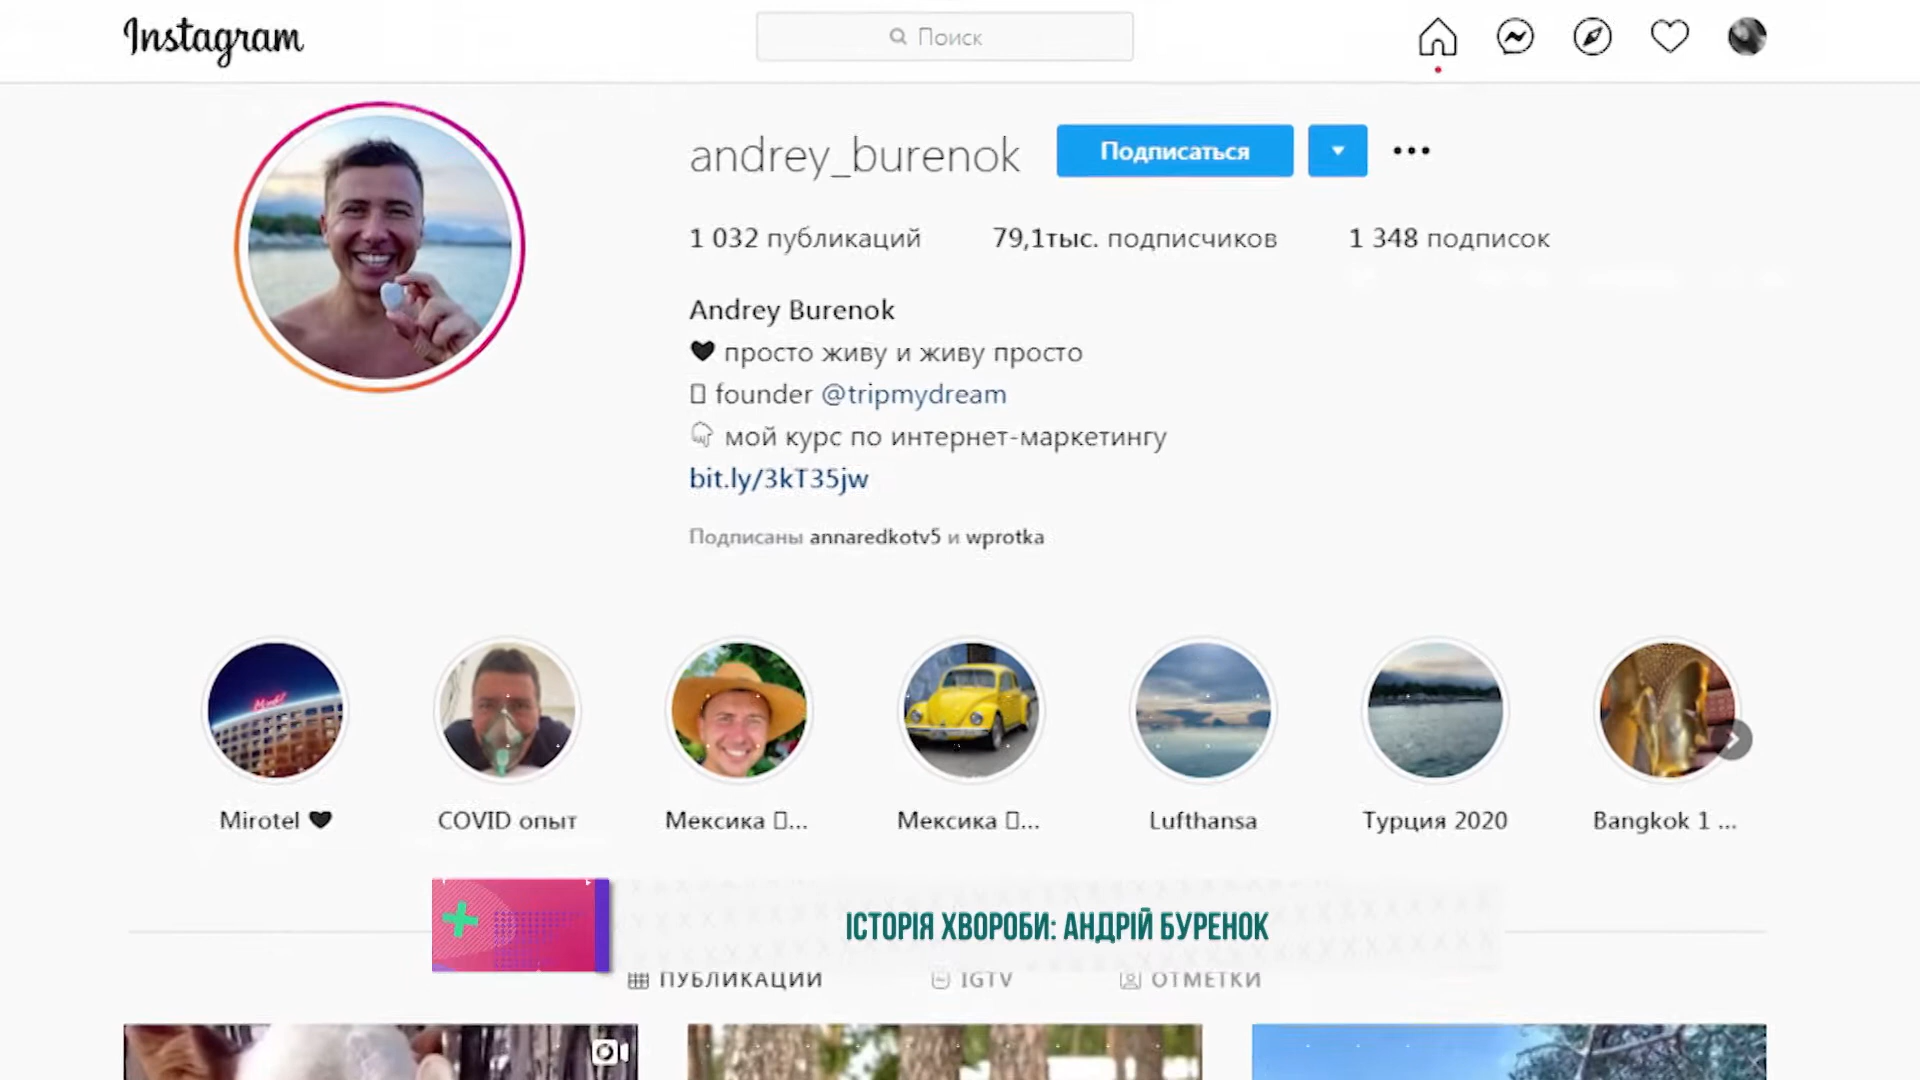 Instagram
Поиск
andrey_burenok
Подписаться
1 032 публикаций 79,1тыс. подписчиков 1 348 подписок
Andrey Burenok
просто живу и живу просто
founder @tripmydream
мой курс по интернет-маркетингу
bit.ly/3kT35jw
Подписаны annaredkotv5 и wprotka
Mirotel COVID опыт Мексика ... Мексика ... Lufthansa Турция 2020 Bangkok 1 ...
ІСТОРІЯ ХВОРОБИ: АНДРІЙ БУРЕНОК
ПУБЛИКАЦИИ IGTV ОТМЕТКИ